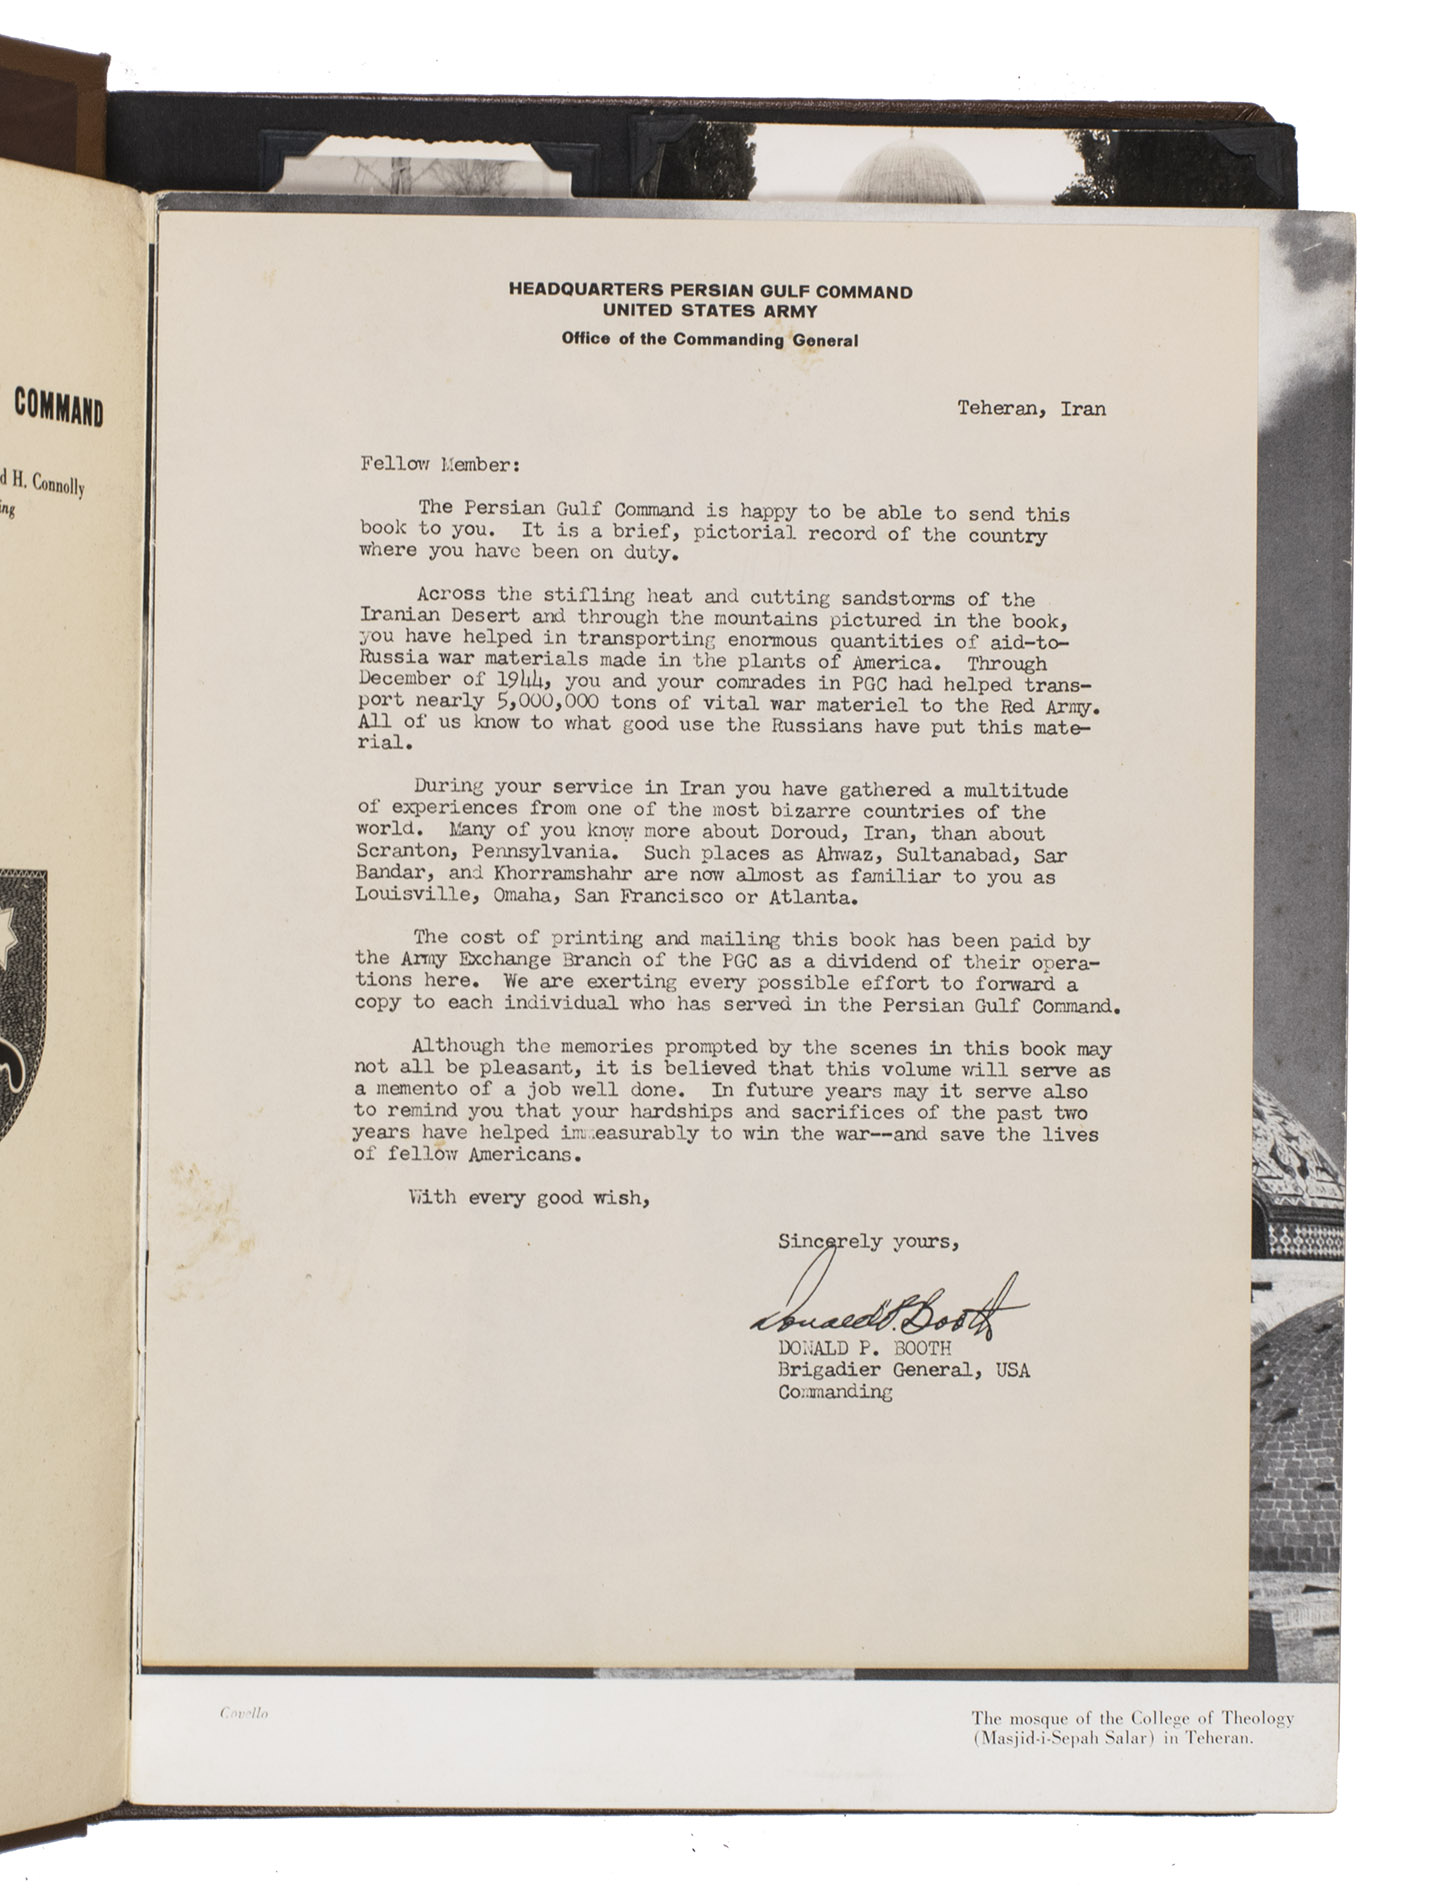 COMMAND
d H. Connolly
ing
HEADQUARTERS PERSIAN GULF COMMAND
UNITED STATES ARMY
Office of the Commanding General
Teheran, Iran
Fellow Member:
The Persian Gulf Command is happy to be able to send this
book to you. It is a brief, pictorial record of the country
where you have been on duty.
Across the stifling heat and cutting sandstorms of the
Iranian Desert and through the mountains pictured in the book,
you have helped in transporting enormous quantities of aid-to-
Russia war materials made in the plants of America. Through
December of 1944, you and your comrades in PGC had helped trans-
port nearly 5,000,000 tons of vital war materiel to the Red Army.
All of us know to what good use the Russians have put this mate-
rial.
During your service in Iran you have gathered a multitude
of experiences from one of the most bizarre countries of the
world. Many of you know more about Doroud, Iran, than about
Scranton, Pennsylvania. Such places as Ahwaz, Sultanabad, Sar
Bandar, and Khorramshahr are now almost as familiar to you as
Louisville, Omaha, San Francisco or Atlanta.
The cost of printing and mailing this book has been paid by
the Army Exchange Branch of the PGC as a dividend of their opera-
tions here. We are exerting every possible effort to forward a
copy to each individual who has served in the Persian Gulf Command.
Although the memories prompted by the scenes in this book may
not all be pleasant, it is believed that this volume will serve as
a memento of a job well done. In future years may it serve also
to remind you that your hardships and sacrifices of the past two
years have helped immeasurably to win the war--and save the lives
of fellow Americans.
With every good wish,
Sincerely yours,
Donald P. Booth
DONALD P. BOOTH
Brigadier General, USA
Commanding
Covello
The mosque of the College of Theology
(Masjid-i-Sepah Salar) in Teheran.